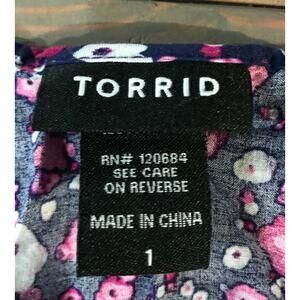 TORRID
RN# 120684
SEE CARE
ON REVERSE
MADE IN CHINA
1